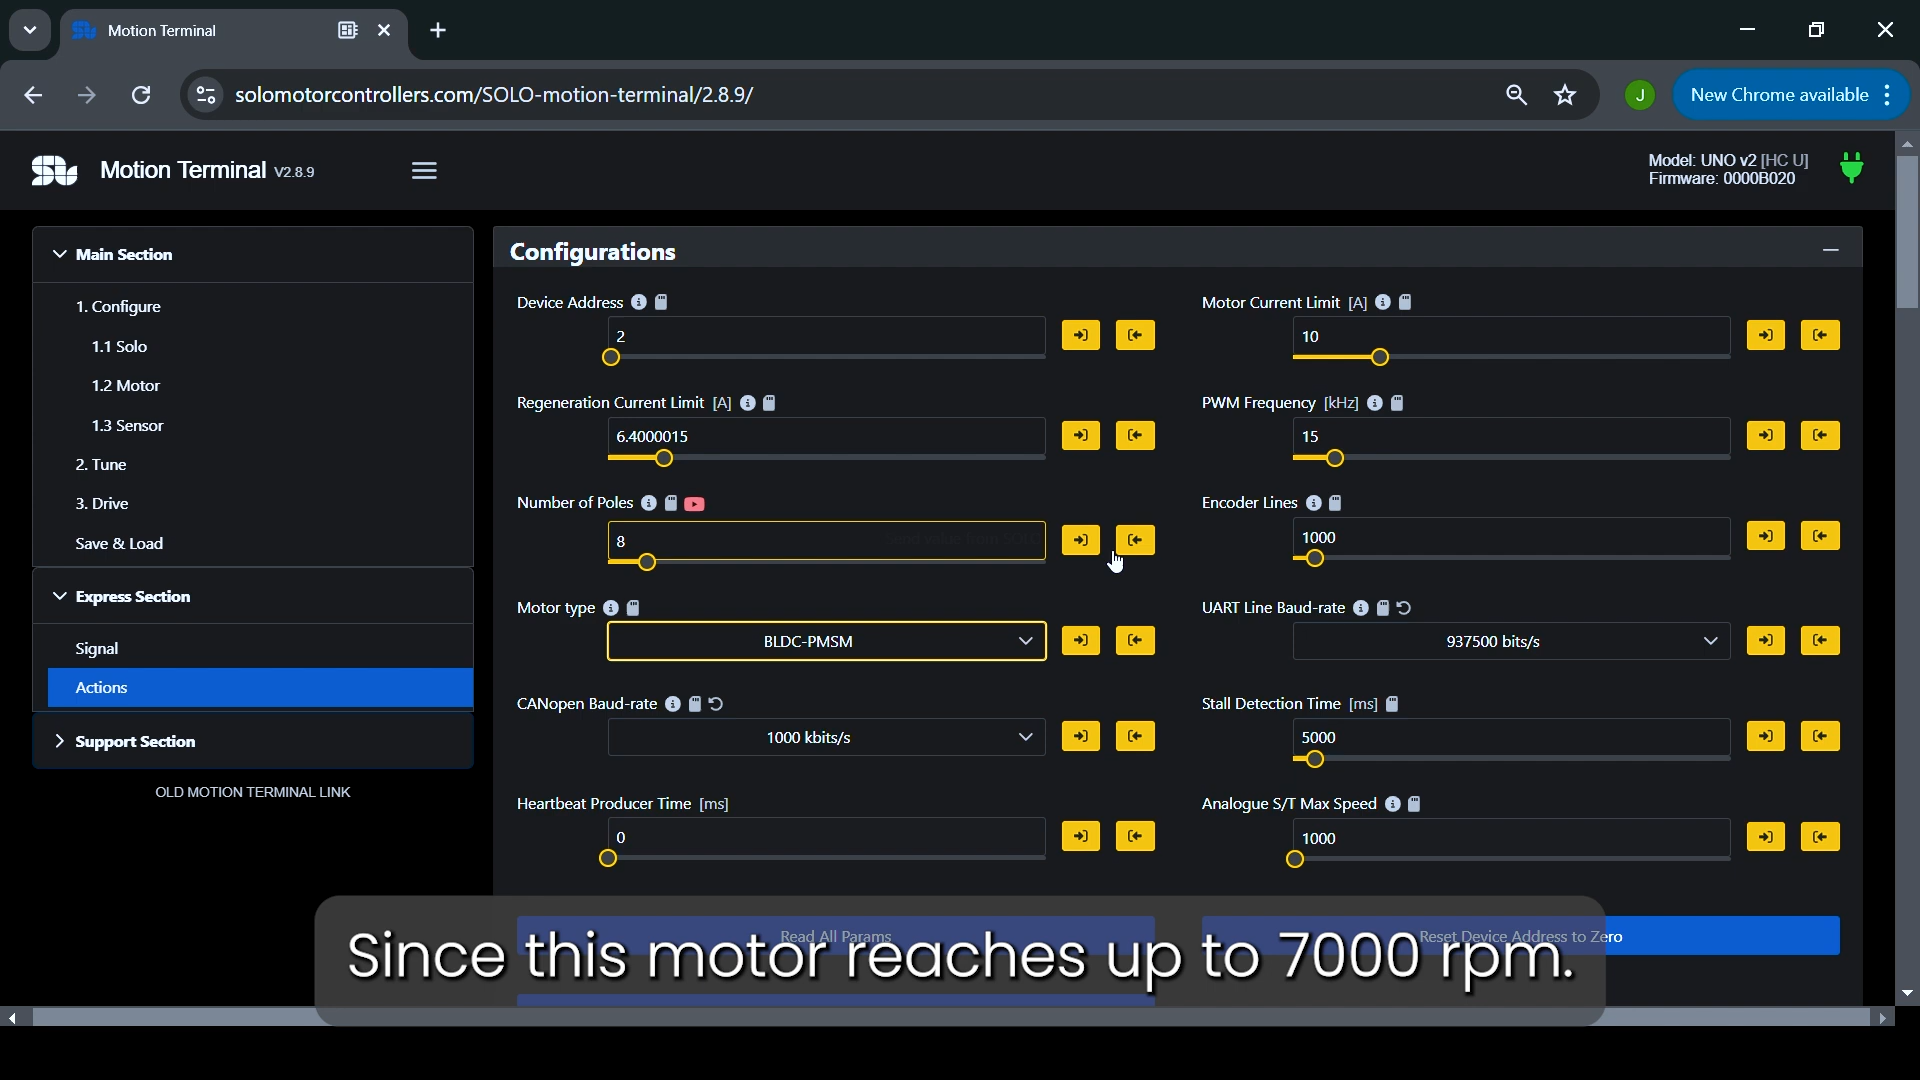 Motion Terminal
solomotorcontrollers.com/SOLO-motion-terminal/2.8.9/
J
New Chrome available
Motion Terminal V2.8.9
Model: UNO v2 [HC U]
Firmware: 0000B020
Main Section
1. Configure
1.1 Solo
1.2 Motor
1.3 Sensor
2. Tune
3. Drive
Save & Load
Express Section
Signal
Actions
Support Section
OLD MOTION TERMINAL LINK
Configurations
Device Address
2
Motor Current Limit [A]
10
Regeneration Current Limit [A]
6.4000015
PWM Frequency [kHz]
15
Number of Poles
8
Encoder Lines
1000
Motor type
BLDC-PMSM
UART Line Baud-rate
937500 bits/s
CANopen Baud-rate
1000 kbits/s
Stall Detection Time [ms]
5000
Heartbeat Producer Time [ms]
0
Analogue S/T Max Speed
1000
Read All Params
Reset Device Address to Zero
Since this motor reaches up to 7000 rpm.